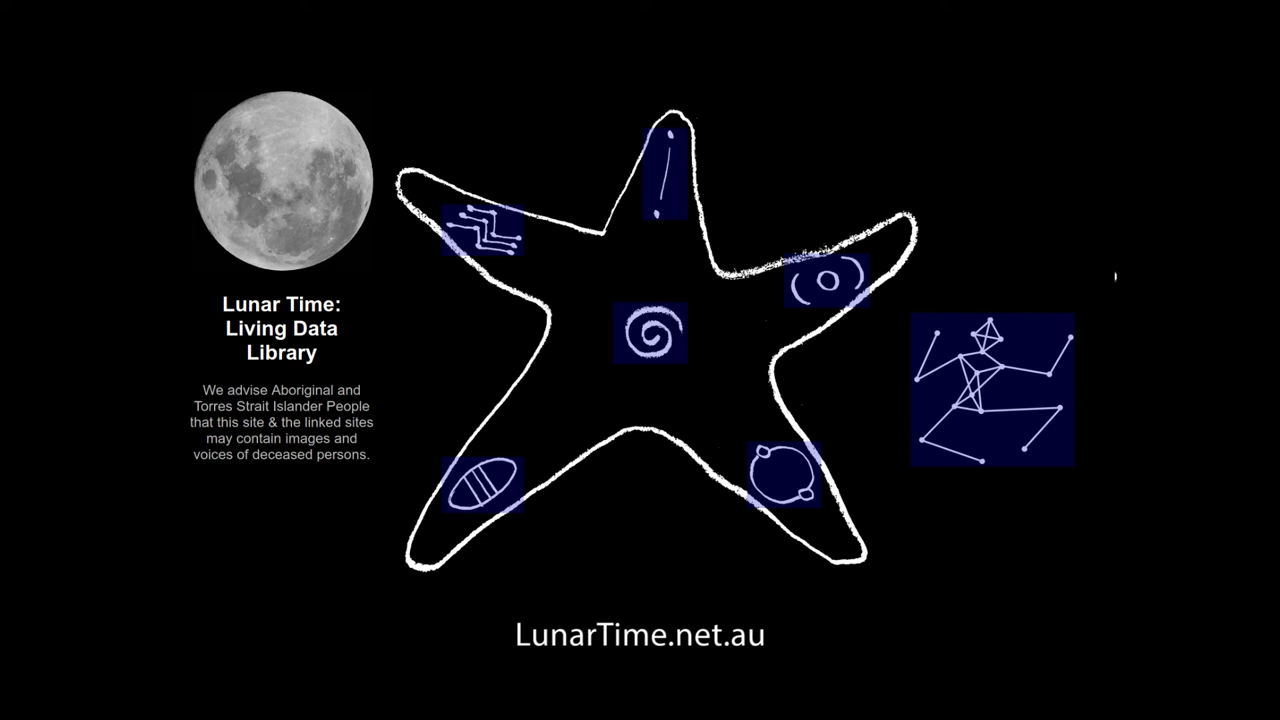 Lunar Time:
Living Data
Library
We advise Aboriginal and
Torres Strait Islander People
that this site & the linked sites
may contain images and
voices of deceased persons.
LunarTime.net.au